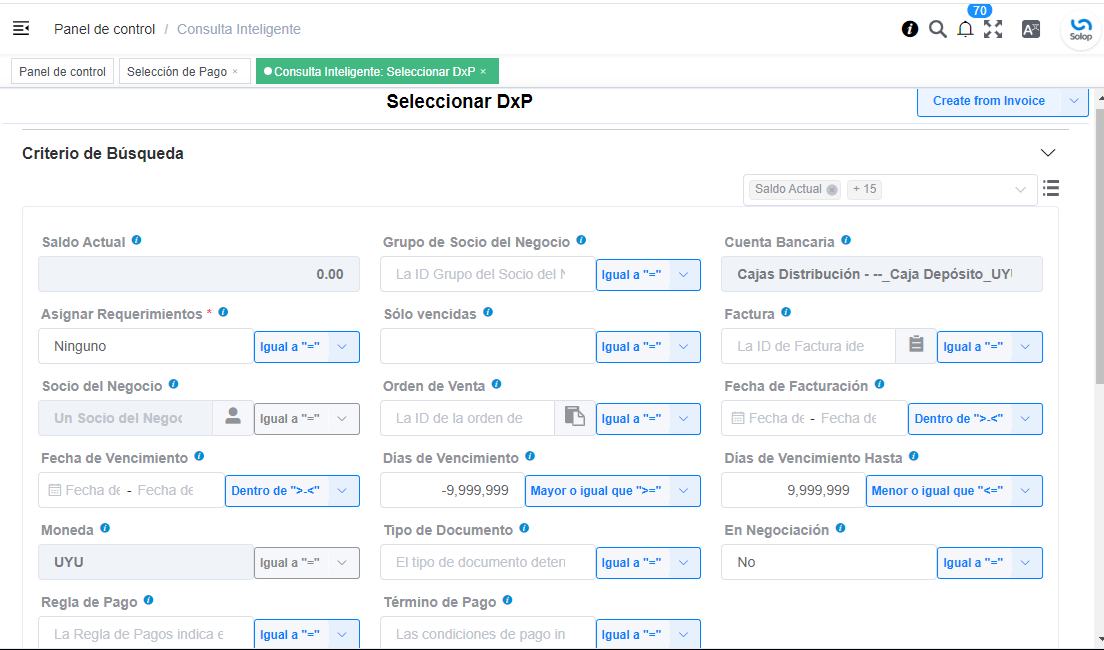 Panel de control / Consulta Inteligente
70
Solop
Panel de control
Selección de Pago ×
Consulta Inteligente: Seleccionar DxP ×
Seleccionar DxP
Create from Invoice
Criterio de Búsqueda
Saldo Actual
+ 15
Saldo Actual Grupo de Socio del Negocio Cuenta Bancaria
0.00 La ID Grupo del Socio del Igual a "=" Cajas Distribución - --_Caja Depósito_UY
Asignar Requerimientos * Sólo vencidas Factura
Ninguno Igual a "=" Igual a "=" La ID de Factura ide Igual a "="
Socio del Negocio Orden de Venta Fecha de Facturación
Un Socio del Negoc Igual a "=" La ID de la orden de Igual a "=" Fecha de - Fecha de Dentro de ">-<"
Fecha de Vencimiento Días de Vencimiento Días de Vencimiento Hasta
Fecha de - Fecha de Dentro de ">-<" -9,999,999 Mayor o igual que ">=" 9,999,999 Menor o igual que "<="
Moneda Tipo de Documento En Negociación
UYU Igual a "=" El tipo de documento deten Igual a "=" No Igual a "="
Regla de Pago Término de Pago
La Regla de Pagos indica e Igual a "=" Las condiciones de pago in Igual a "="